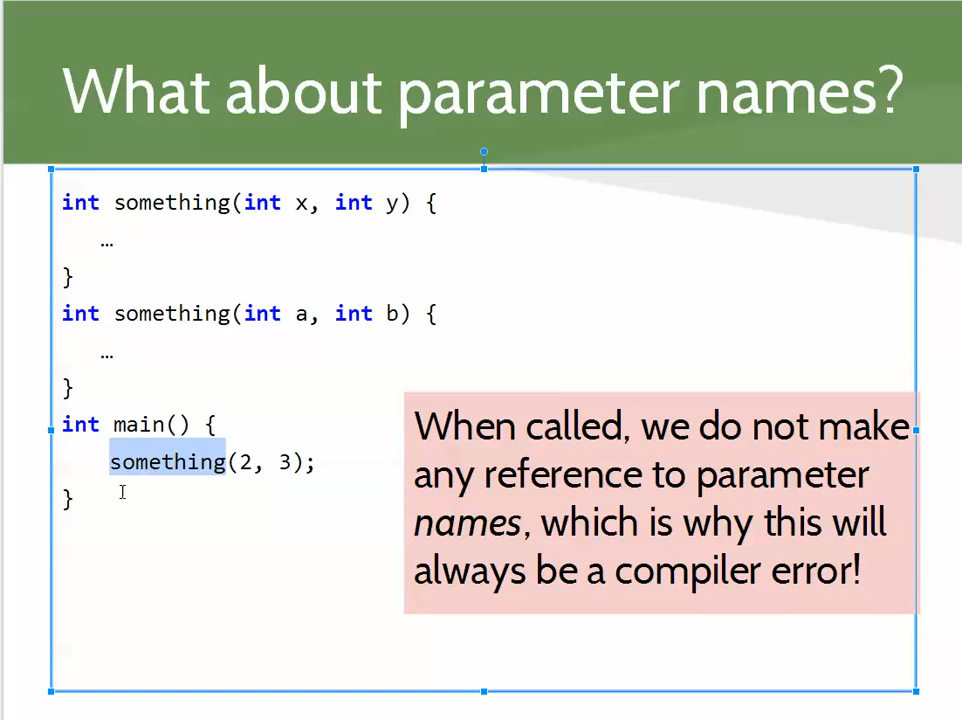 What about parameter names?
int something(int x, int y) {
…
}
int something(int a, int b) {
…
}
int main() {
something(2, 3);
}
When called, we do not make
any reference to parameter
names, which is why this will
always be a compiler error!